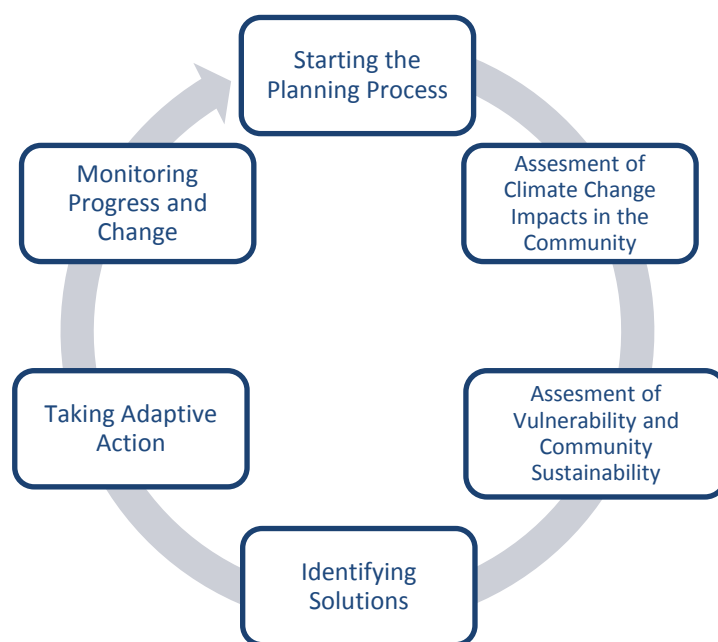 Starting the
Planning Process
Assesment of
Climate Change
Impacts in the
Community
Assesment of
Vulnerability and
Community
Sustainability
Identifying
Solutions
Taking Adaptive
Action
Monitoring
Progress and
Change